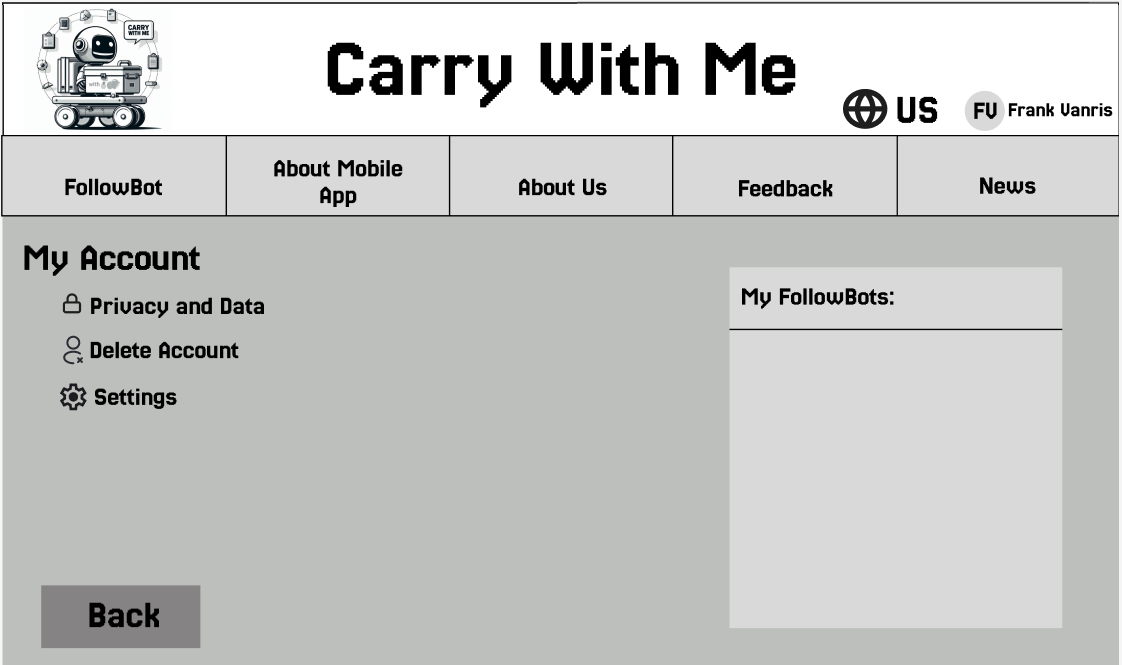 CARRY
WITH ME
with
Carry With Me
US
FV Frank Vanris
FollowBot
About Mobile
App
About Us
Feedback
News
My Account
Privacy and Data
Delete Account
Settings
My FollowBots:
Back